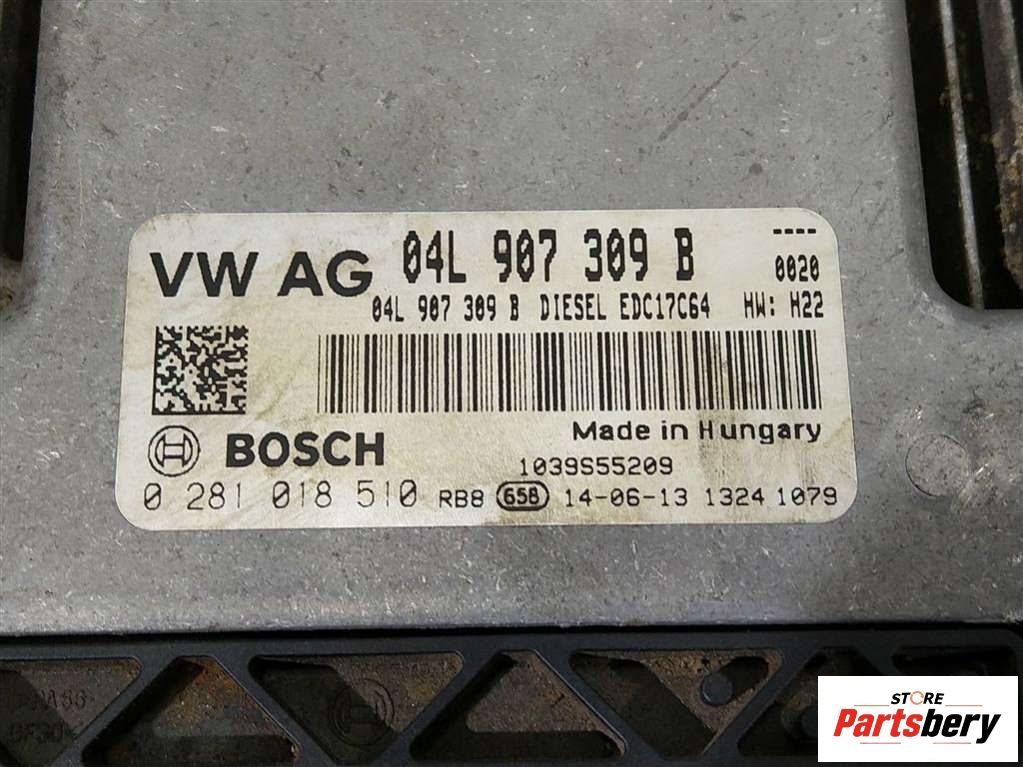 VW AG 04L 907 309 B ----
0020
04L 907 309 B DIESEL EDC17C64 HW: H22
Made in Hungary
BOSCH
1039S55209
0 281 018 510 RB8 658 14-06-13 1324 1079
STORE
Partsbery